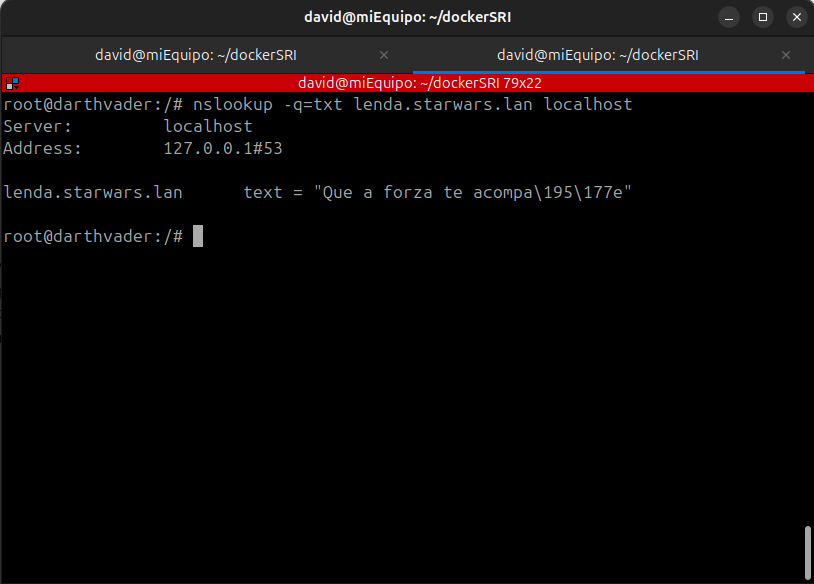 david@miEquipo: ~/dockerSRI
david@miEquipo: ~/dockerSRI × david@miEquipo: ~/dockerSRI ×
david@miEquipo: ~/dockerSRI 79x22
root@darthvader:/# nslookup -q=txt lenda.starwars.lan localhost
Server: localhost
Address: 127.0.0.1#53
lenda.starwars.lan text = "Que a forza te acompa\195\177e"
root@darthvader:/#